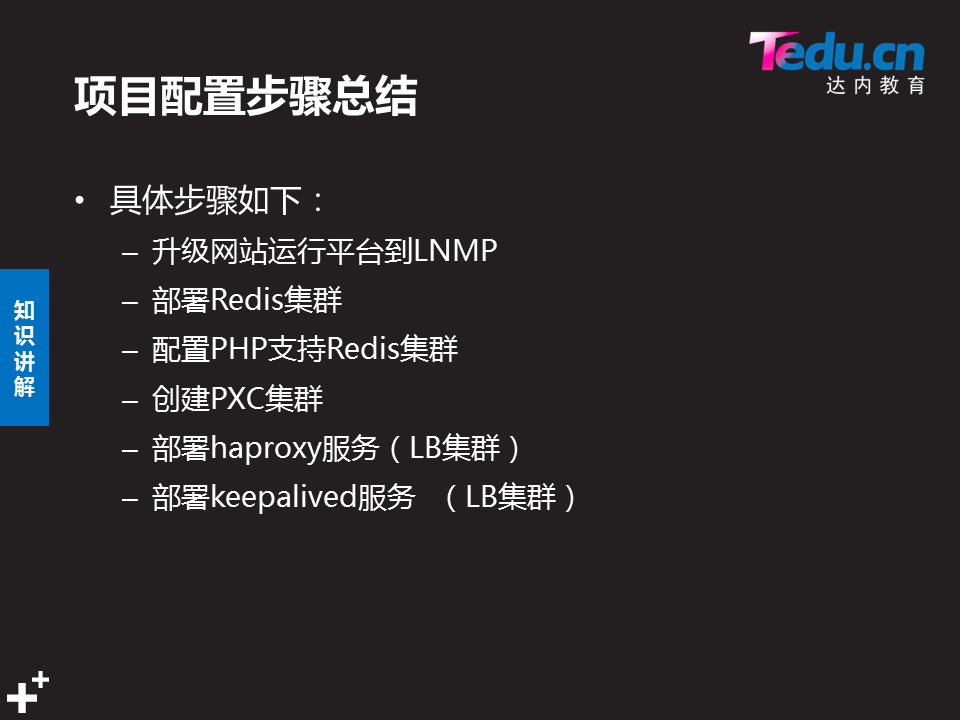 Tedu.cn
达内教育
项目配置步骤总结
• 具体步骤如下：
– 升级网站运行平台到LNMP
– 部署Redis集群
– 配置PHP支持Redis集群
– 创建PXC集群
– 部署haproxy服务（LB集群）
– 部署keepalived服务 （LB集群）
知识讲解